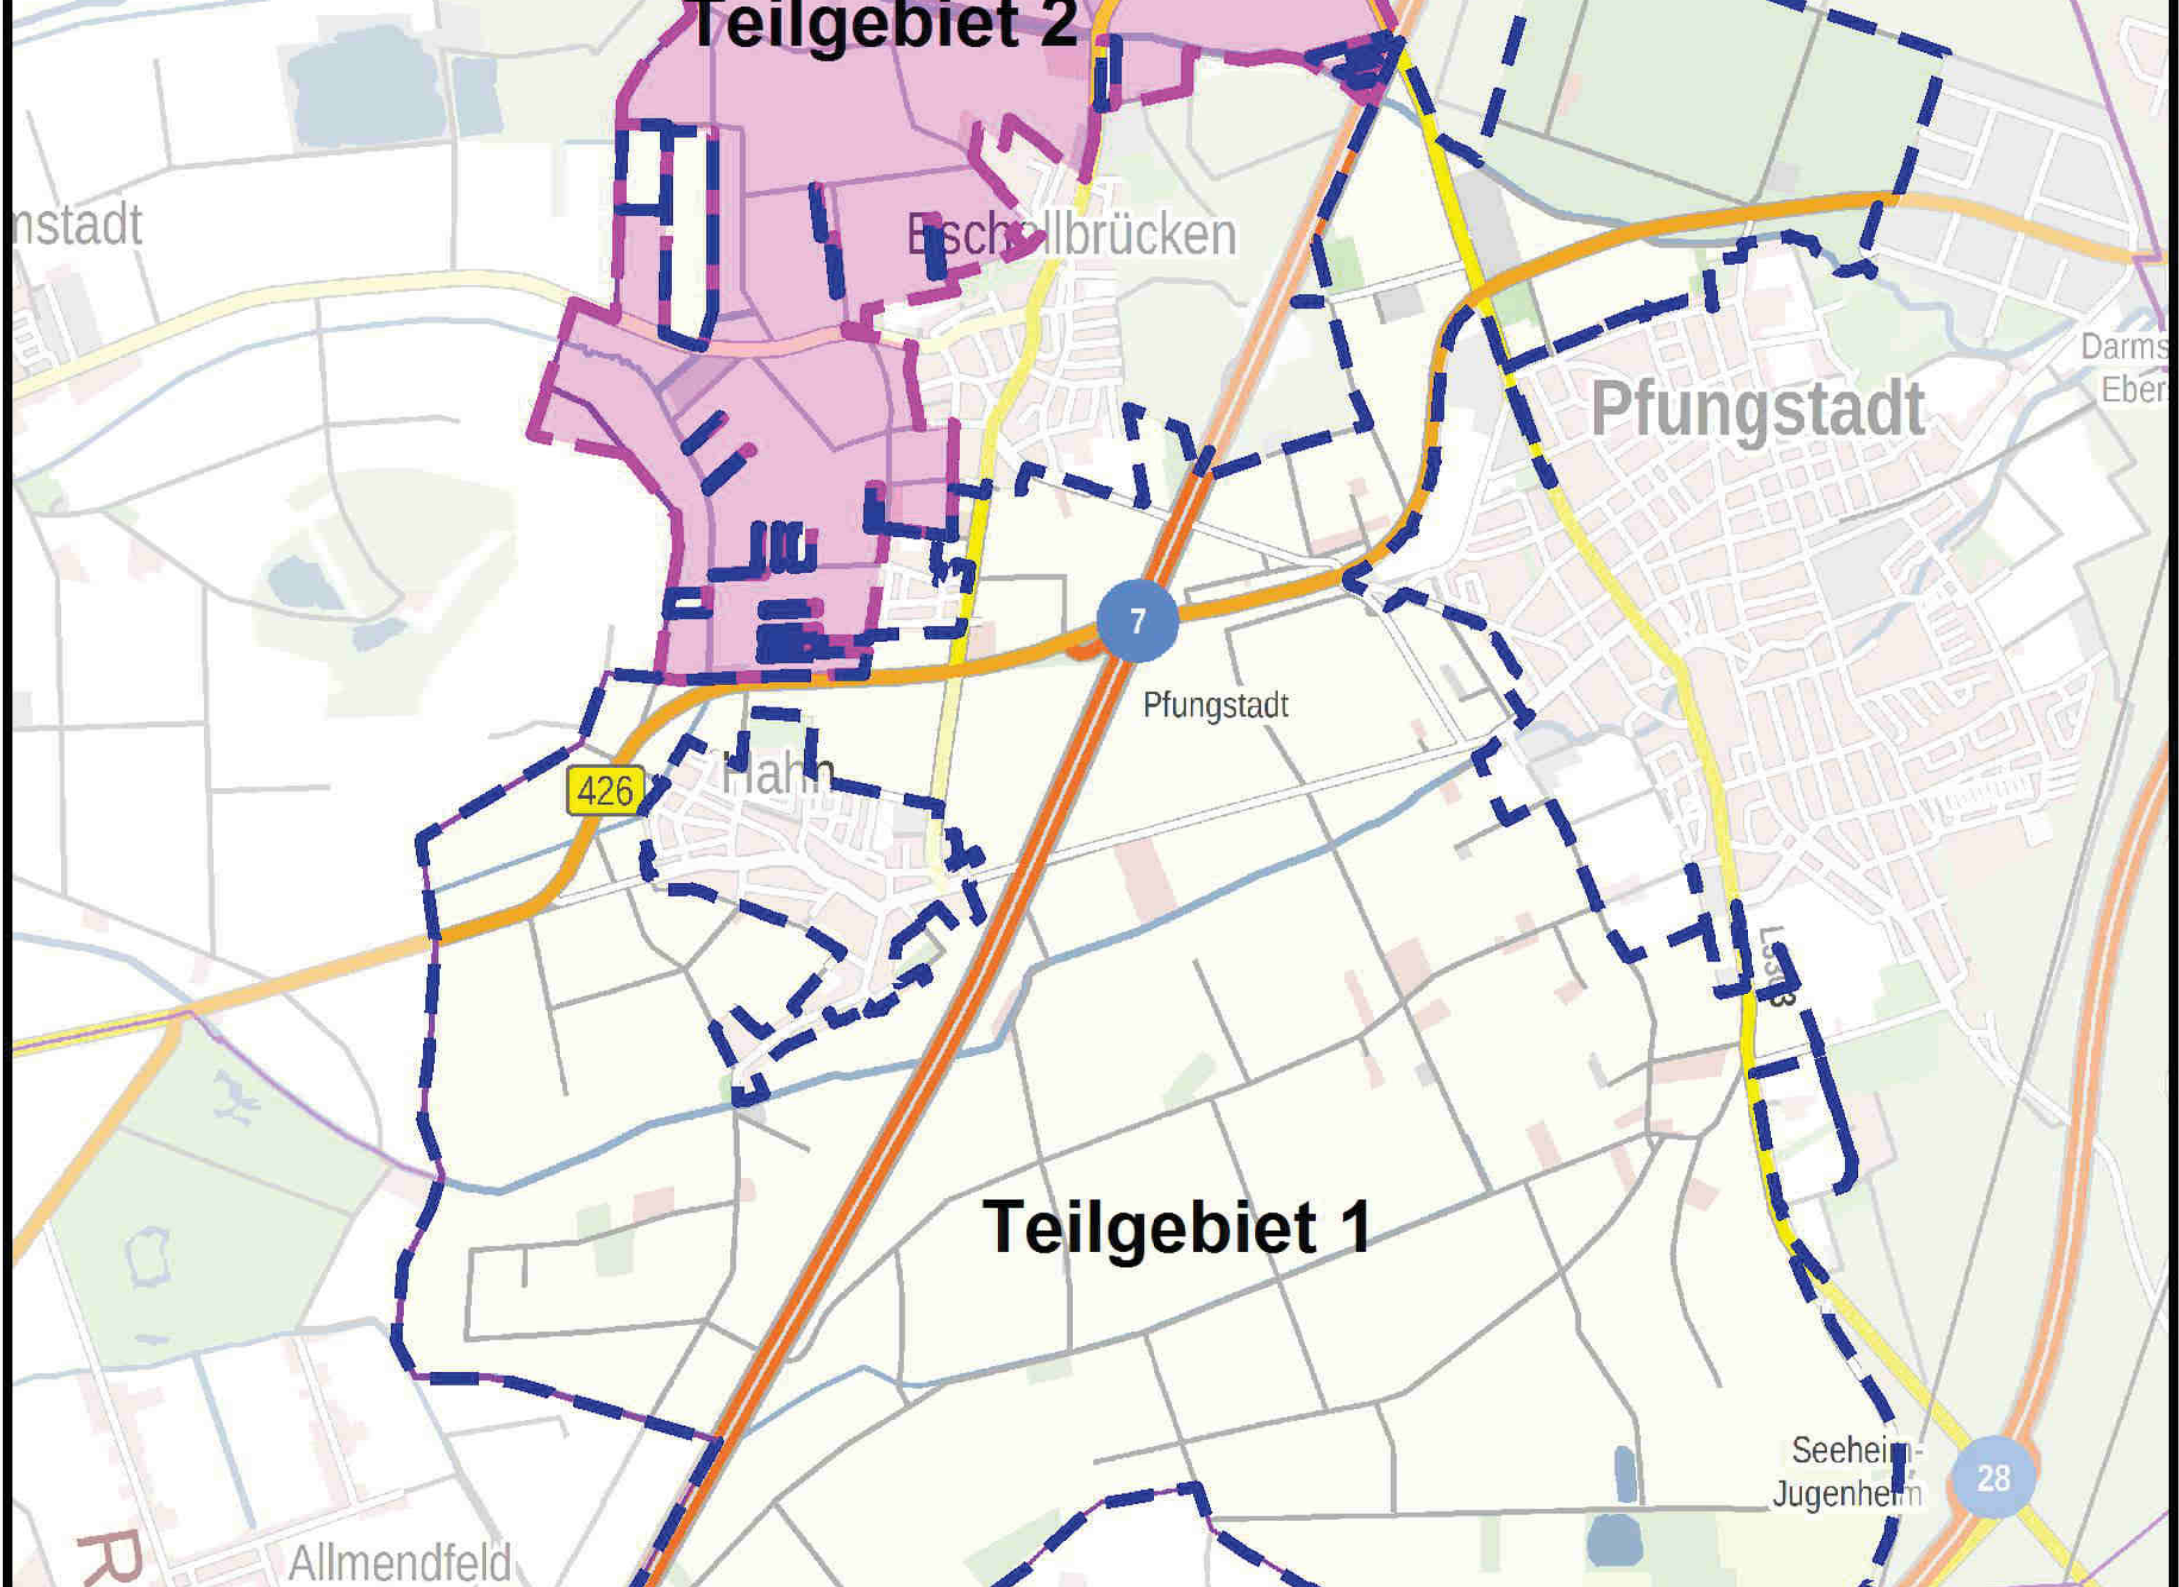 Teilgebiet 2
nstadt
Eschollbrücken
Pfungstadt
Darms
Eber
7
Pfungstadt
426
Hahn
L3303
Teilgebiet 1
Seeheim-
Jugenheim
28
R
Allmendfeld